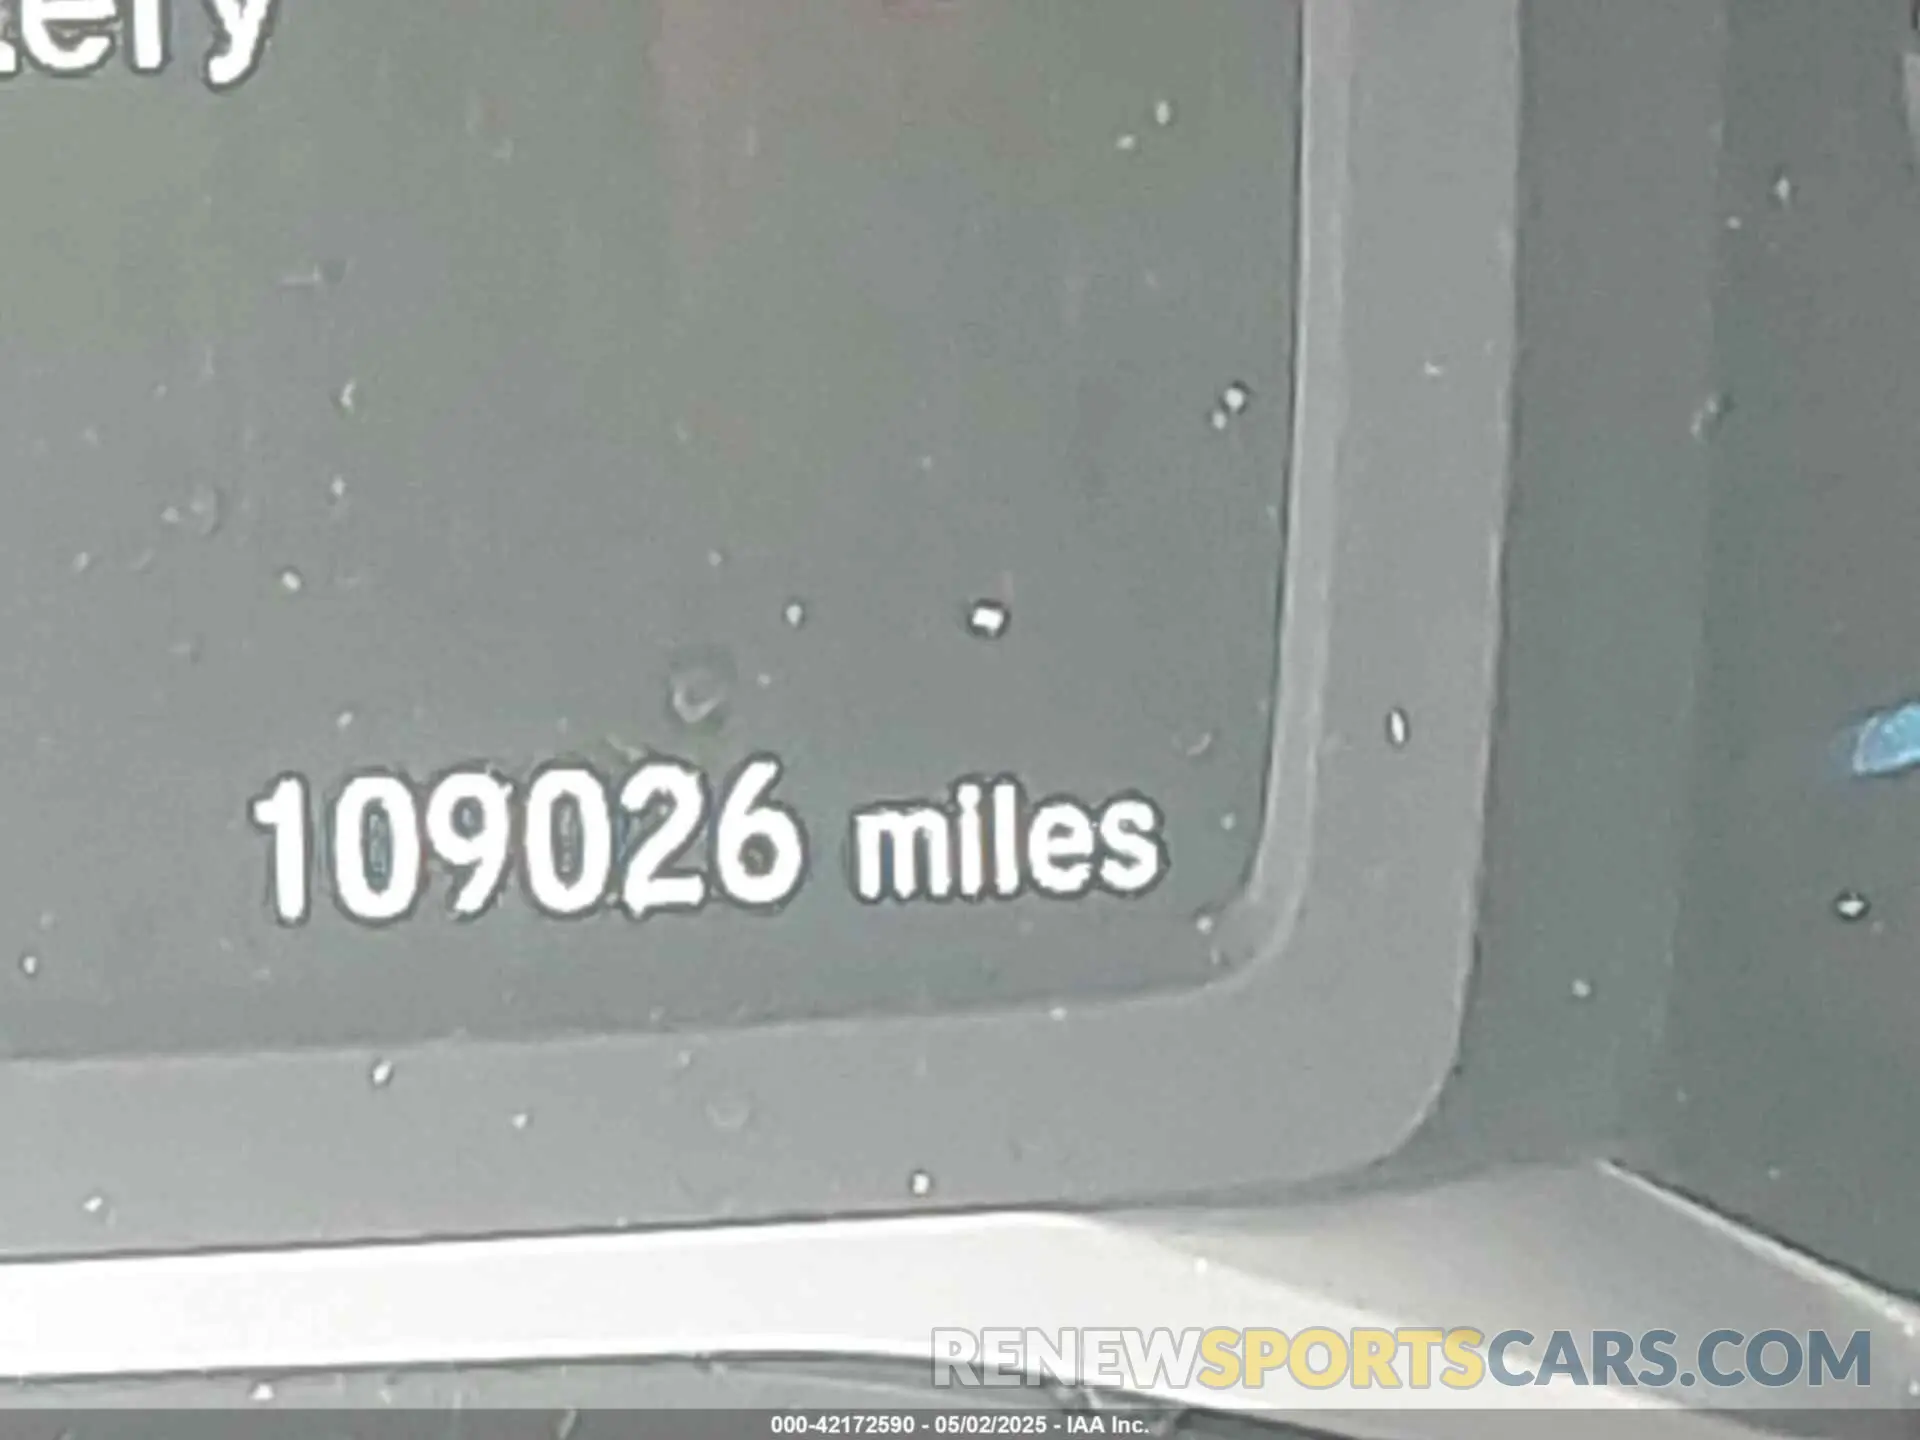 109026 miles
RENEWSPORTSCARS.COM
000-42172590 - 05/02/2025 - IAA Inc.